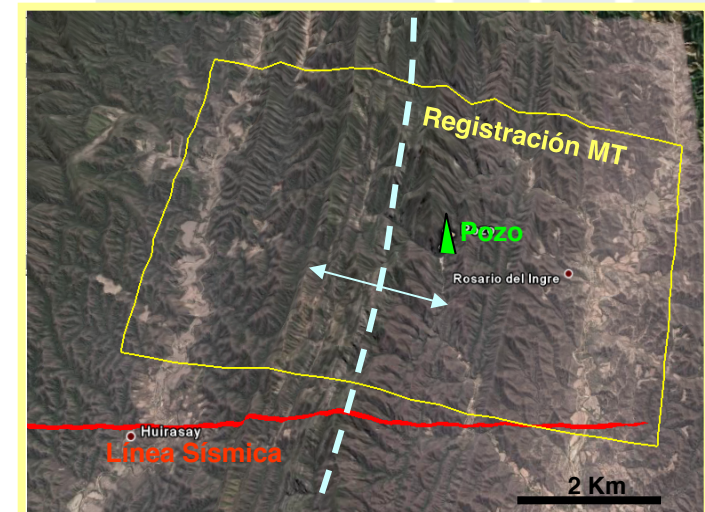 Registración MT
Pozo
Rosario del Ingre
Huirasay
Línea Sísmica
2 Km